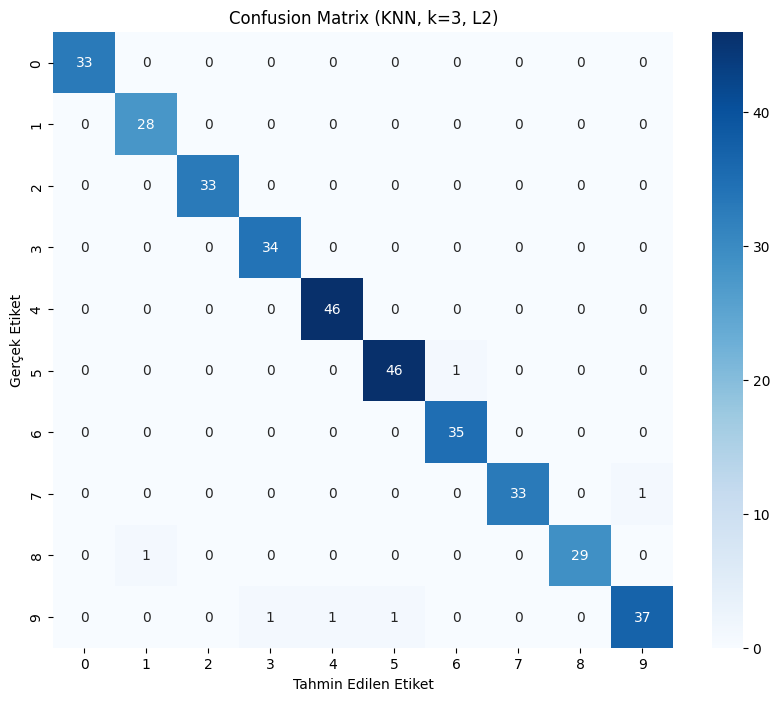 Confusion Matrix (KNN, k=3, L2)
0 33 0 0 0 0 0 0 0 0 0
1 0 28 0 0 0 0 0 0 0 0
2 0 0 33 0 0 0 0 0 0 0
3 0 0 0 34 0 0 0 0 0 0
4 0 0 0 0 46 0 0 0 0 0
5 0 0 0 0 0 46 1 0 0 0
6 0 0 0 0 0 0 35 0 0 0
7 0 0 0 0 0 0 0 33 0 1
8 0 1 0 0 0 0 0 0 29 0
9 0 0 0 1 1 1 0 0 0 37
0 1 2 3 4 5 6 7 8 9
Gerçek Etiket
Tahmin Edilen Etiket
40
30
20
10
0